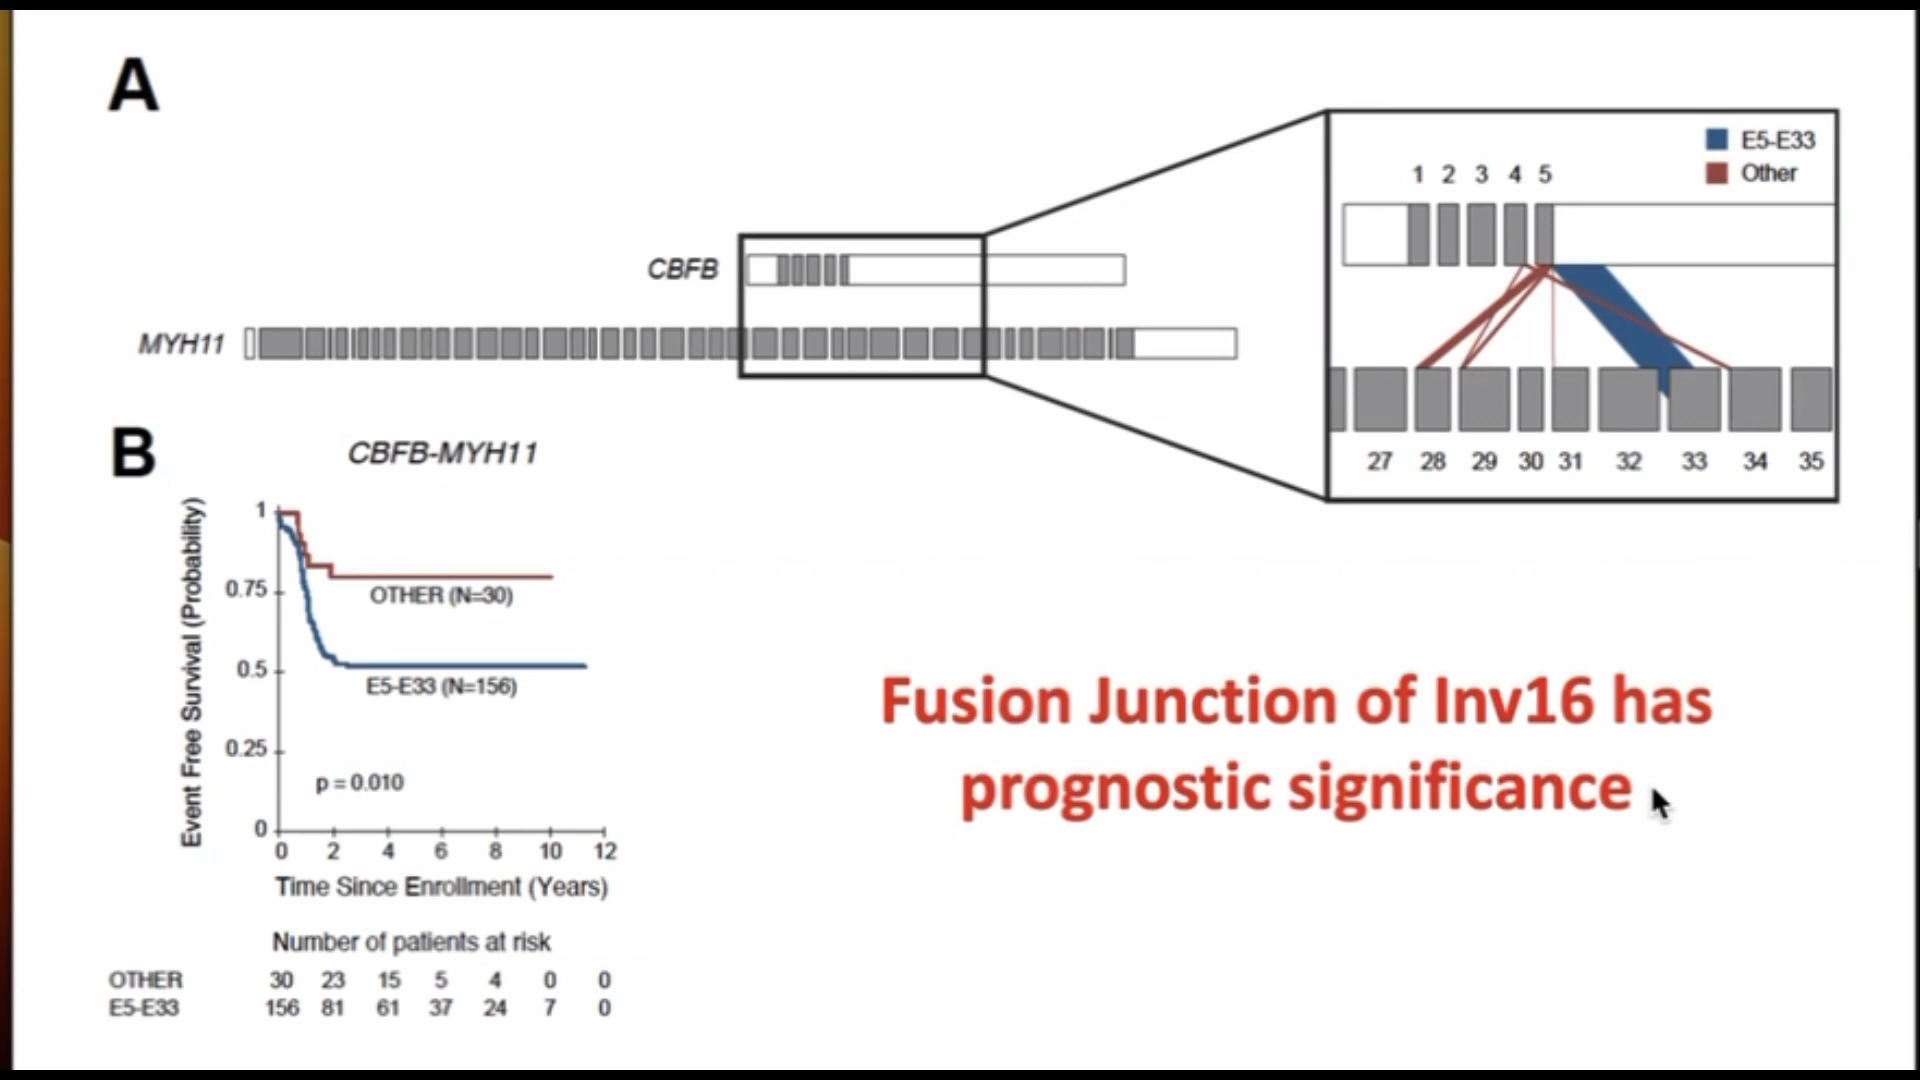 A
E5-E33
Other
1 2 3 4 5
CBFB
MYH11
27 28 29 30 31 32 33 34 35
B
CBFB-MYH11
Event Free Survival (Probability)
1
0.75
0.5
0.25
0
OTHER (N=30)
E5-E33 (N=156)
p = 0.010
0 2 4 6 8 10 12
Time Since Enrollment (Years)
Number of patients at risk
OTHER 30 23 15 5 4 0 0
E5-E33 156 81 61 37 24 7 0
Fusion Junction of Inv16 has
prognostic significance